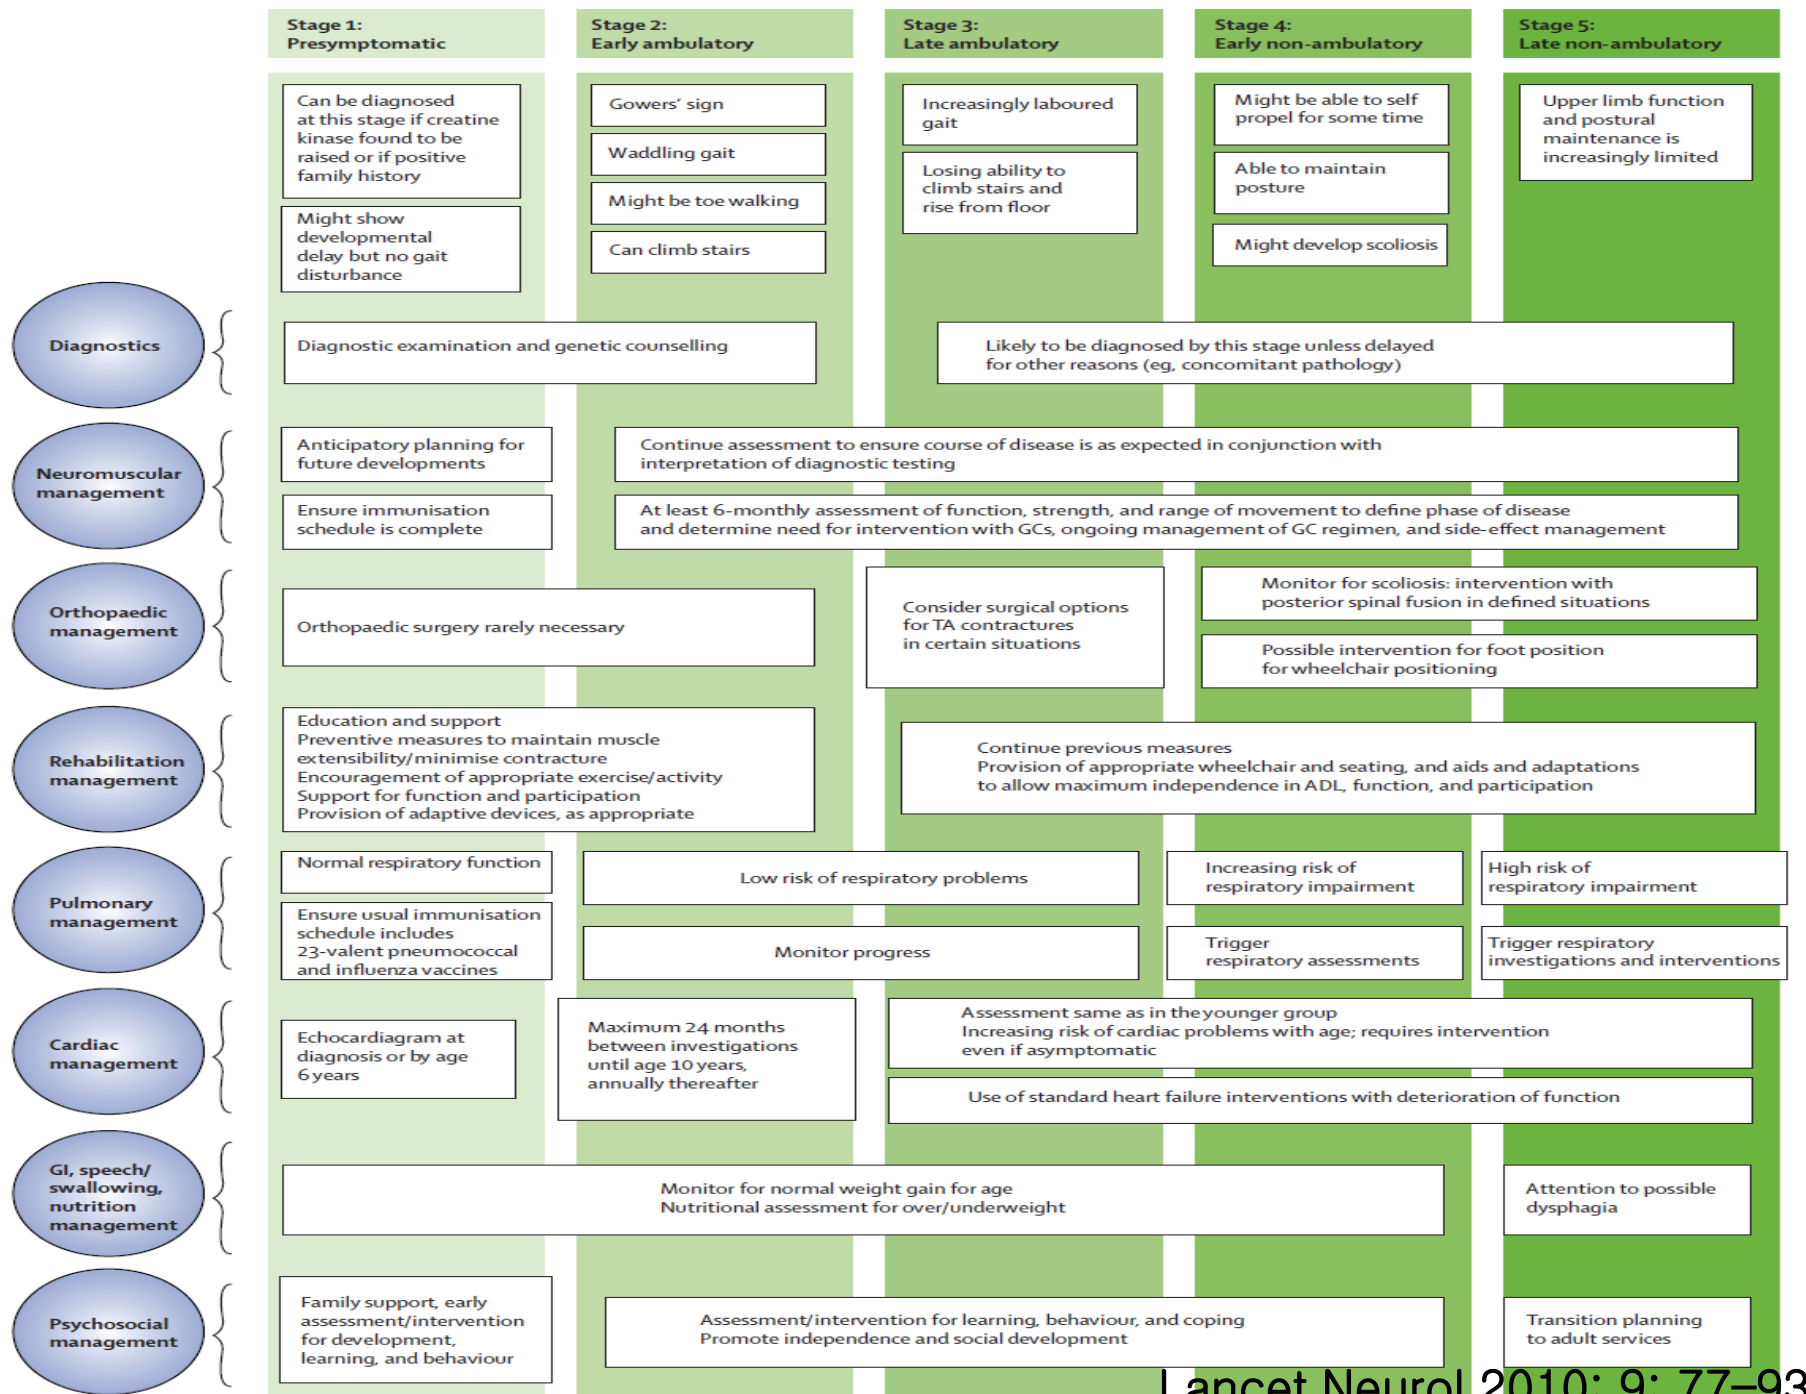 Stage 1:
Presymptomatic
Stage 2:
Early ambulatory
Stage 3:
Late ambulatory
Stage 4:
Early non-ambulatory
Stage 5:
Late non-ambulatory
Can be diagnosed
at this stage if creatine
kinase found to be
raised or if positive
family history
Might show
developmental
delay but no gait
disturbance
Gowers’ sign
Waddling gait
Might be toe walking
Can climb stairs
Increasingly laboured
gait
Losing ability to
climb stairs and
rise from floor
Might be able to self
propel for some time
Able to maintain
posture
Might develop scoliosis
Upper limb function
and postural
maintenance is
increasingly limited
Diagnostics
Diagnostic examination and genetic counselling
Likely to be diagnosed by this stage unless delayed
for other reasons (eg, concomitant pathology)
Neuromuscular
management
Anticipatory planning for
future developments
Ensure immunisation
schedule is complete
Continue assessment to ensure course of disease is as expected in conjunction with
interpretation of diagnostic testing
At least 6-monthly assessment of function, strength, and range of movement to define phase of disease
and determine need for intervention with GCs, ongoing management of GC regimen, and side-effect management
Orthopaedic
management
Orthopaedic surgery rarely necessary
Consider surgical options
for TA contractures
in certain situations
Monitor for scoliosis: intervention with
posterior spinal fusion in defined situations
Possible intervention for foot position
for wheelchair positioning
Rehabilitation
management
Education and support
Preventive measures to maintain muscle
extensibility/minimise contracture
Encouragement of appropriate exercise/activity
Support for function and participation
Provision of adaptive devices, as appropriate
Continue previous measures
Provision of appropriate wheelchair and seating, and aids and adaptations
to allow maximum independence in ADL, function, and participation
Pulmonary
management
Normal respiratory function
Ensure usual immunisation
schedule includes
23-valent pneumococcal
and influenza vaccines
Low risk of respiratory problems
Monitor progress
Increasing risk of
respiratory impairment
Trigger
respiratory assessments
High risk of
respiratory impairment
Trigger respiratory
investigations and interventions
Cardiac
management
Echocardiagram at
diagnosis or by age
6 years
Maximum 24 months
between investigations
until age 10 years,
annually thereafter
Assessment same as in the younger group
Increasing risk of cardiac problems with age; requires intervention
even if asymptomatic
Use of standard heart failure interventions with deterioration of function
GI, speech/
swallowing,
nutrition
management
Monitor for normal weight gain for age
Nutritional assessment for over/underweight
Attention to possible
dysphagia
Psychosocial
management
Family support, early
assessment/intervention
for development,
learning, and behaviour
Assessment/intervention for learning, behaviour, and coping
Promote independence and social development
Transition planning
to adult services
Lancet Neurol 2010; 9: 77–93